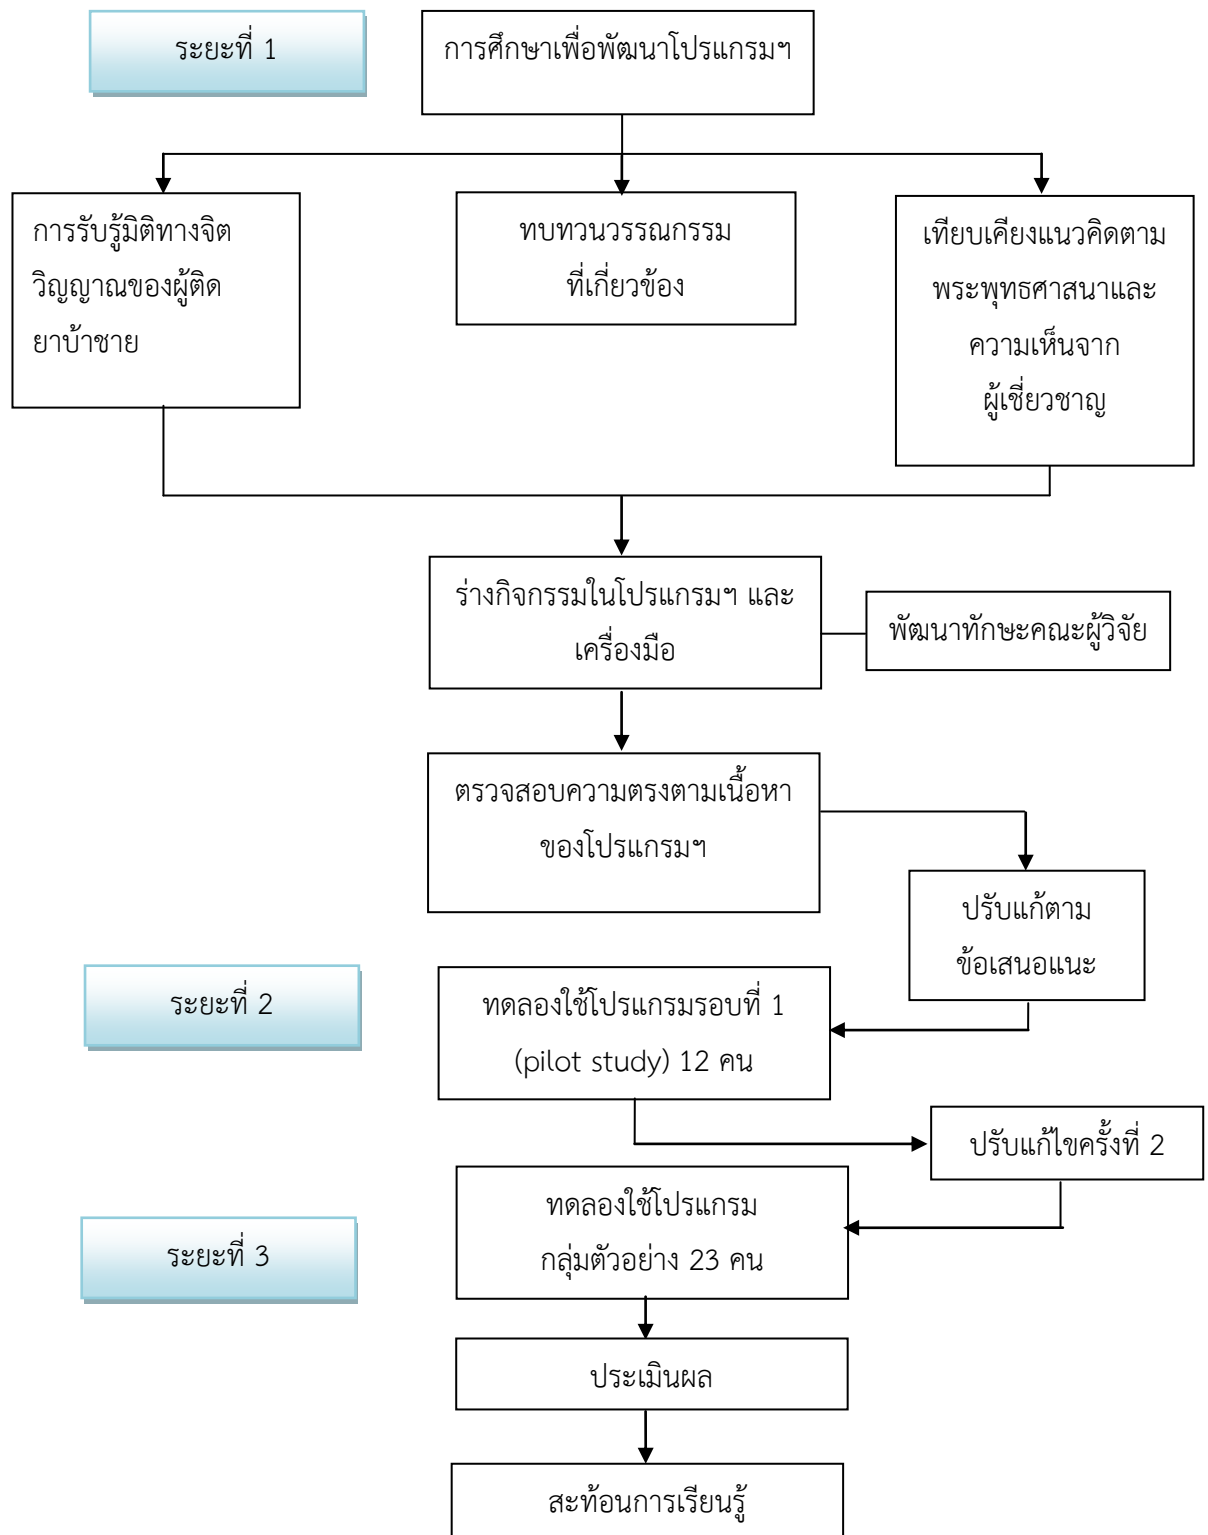 ระยะที่ 1
การศึกษาเพื่อพัฒนาโปรแกรมฯ
การรับรู้มิติทางจิต
วิญญาณของผู้ติด
ยาบ้าชาย
ทบทวนวรรณกรรม
ที่เกี่ยวข้อง
เทียบเคียงแนวคิดตาม
พระพุทธศาสนาและ
ความเห็นจาก
ผู้เชี่ยวชาญ
ร่างกิจกรรมในโปรแกรมฯ และ
เครื่องมือ
พัฒนาทักษะคณะผู้วิจัย
ตรวจสอบความตรงตามเนื้อหา
ของโปรแกรมฯ
ปรับแก้ตาม
ข้อเสนอแนะ
ระยะที่ 2
ทดลองใช้โปรแกรมรอบที่ 1
(pilot study) 12 คน
ปรับแก้ไขครั้งที่ 2
ระยะที่ 3
ทดลองใช้โปรแกรม
กลุ่มตัวอย่าง 23 คน
ประเมินผล
สะท้อนการเรียนรู้